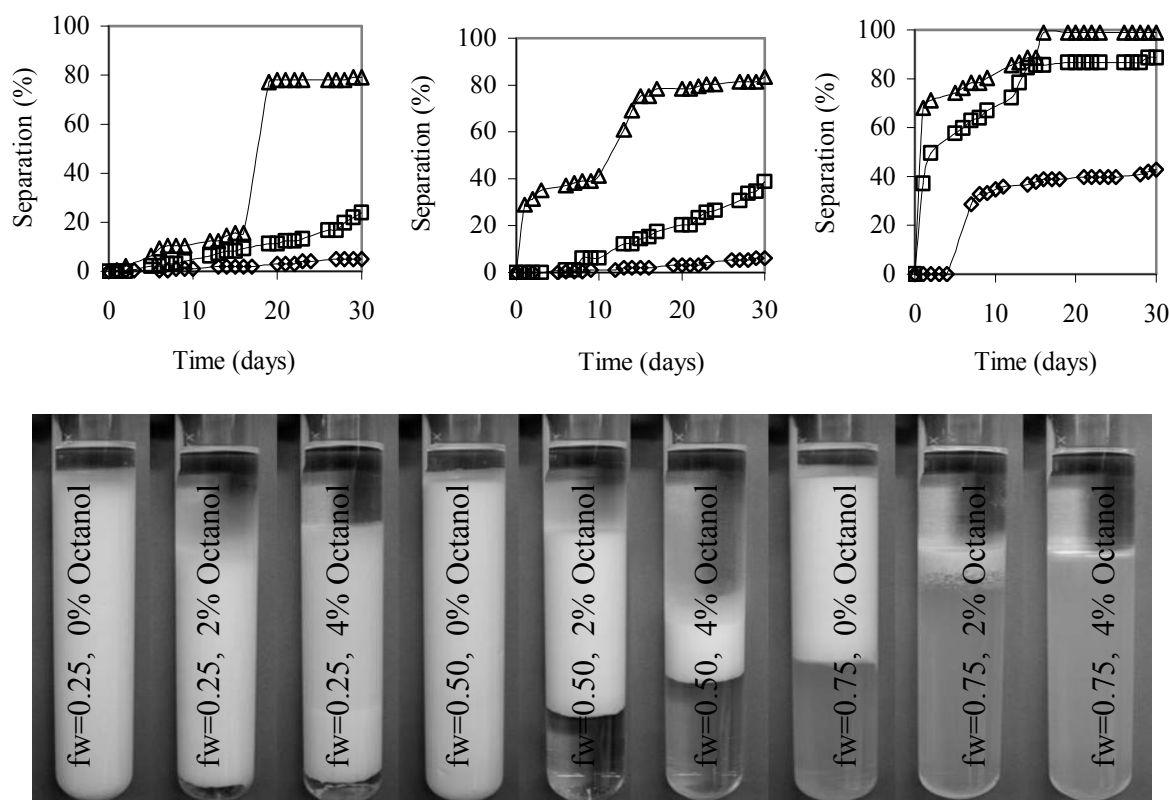 100
80
60
40
20
0
Separation (%)
0 10 20 30
Time (days)
100
80
60
40
20
0
Separation (%)
0 10 20 30
Time (days)
100
80
60
40
20
0
Separation (%)
0 10 20 30
Time (days)
fw=0.25, 0% Octanol
fw=0.25, 2% Octanol
fw=0.25, 4% Octanol
fw=0.50, 0% Octanol
fw=0.50, 2% Octanol
fw=0.50, 4% Octanol
fw=0.75, 0% Octanol
fw=0.75, 2% Octanol
fw=0.75, 4% Octanol